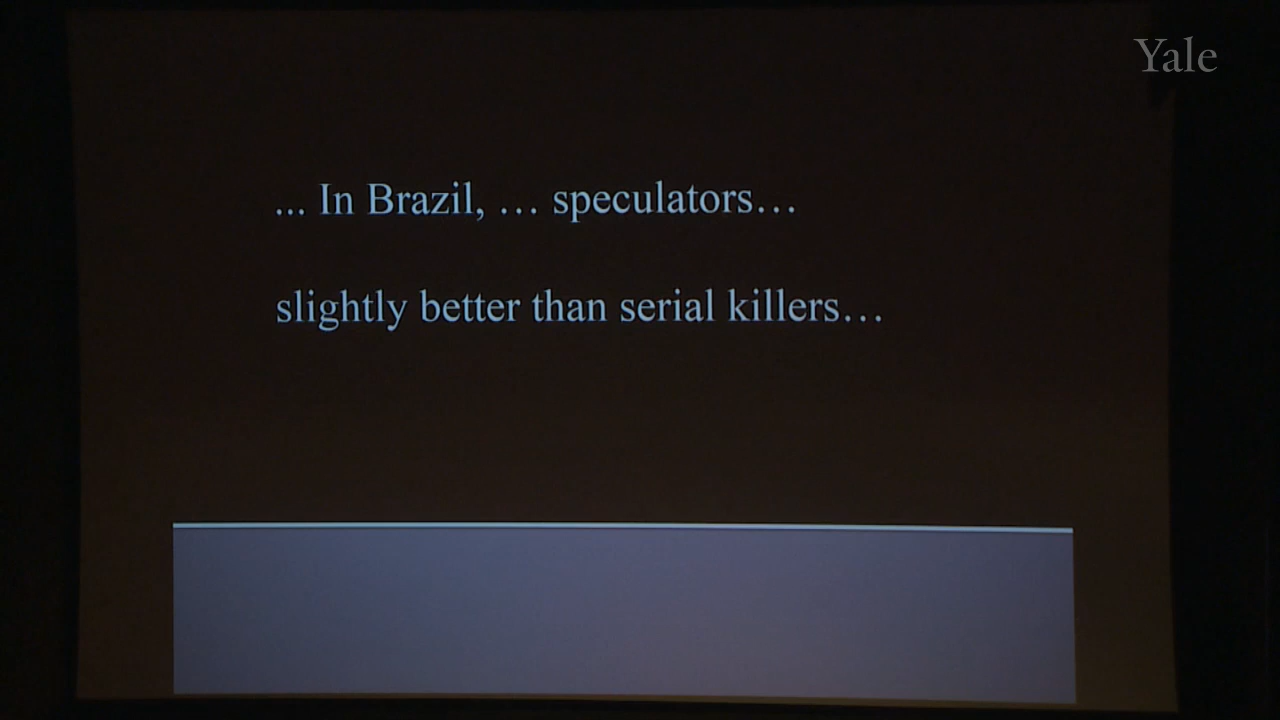 Yale
... In Brazil, … speculators…
slightly better than serial killers…